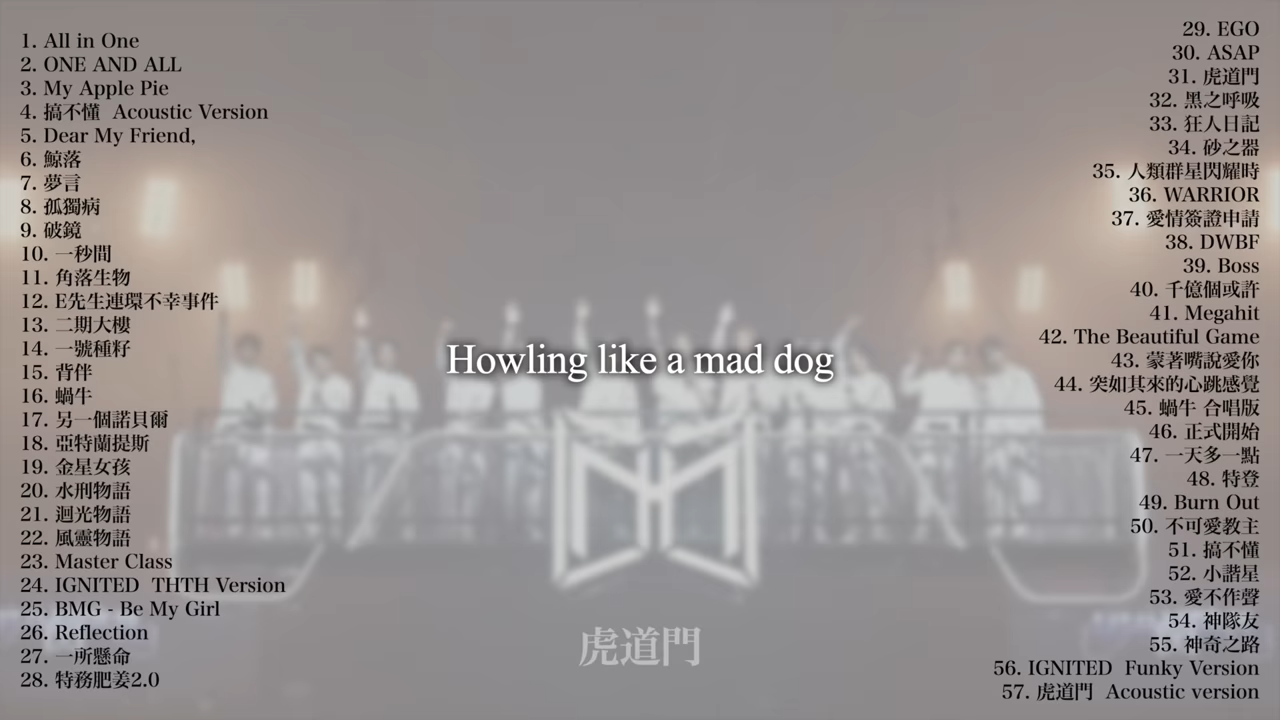 1. All in One
2. ONE AND ALL
3. My Apple Pie
4. 搞不懂  Acoustic Version
5. Dear My Friend,
6. 鯨落
7. 夢言
8. 孤獨病
9. 破鏡
10. 一秒間
11. 角落生物
12. E先生連環不幸事件
13. 二期大樓
14. 一號種籽
15. 背伴
16. 蝸牛
17. 另一個諾貝爾
18. 亞特蘭提斯
19. 金星女孩
20. 水刑物語
21. 迴光物語
22. 風靈物語
23. Master Class
24. IGNITED  THTH Version
25. BMG - Be My Girl
26. Reflection
27. 一所懸命
28. 特務肥姜2.0
Howling like a mad dog
虎道門
29. EGO
30. ASAP
31. 虎道門
32. 黑之呼吸
33. 狂人日記
34. 砂之器
35. 人類群星閃耀時
36. WARRIOR
37. 愛情簽證申請
38. DWBF
39. Boss
40. 千億個或許
41. Megahit
42. The Beautiful Game
43. 蒙著嘴說愛你
44. 突如其來的心跳感覺
45. 蝸牛 合唱版
46. 正式開始
47. 一天多一點
48. 特登
49. Burn Out
50. 不可愛教主
51. 搞不懂
52. 小諧星
53. 愛不作聲
54. 神隊友
55. 神奇之路
56. IGNITED  Funky Version
57. 虎道門  Acoustic version